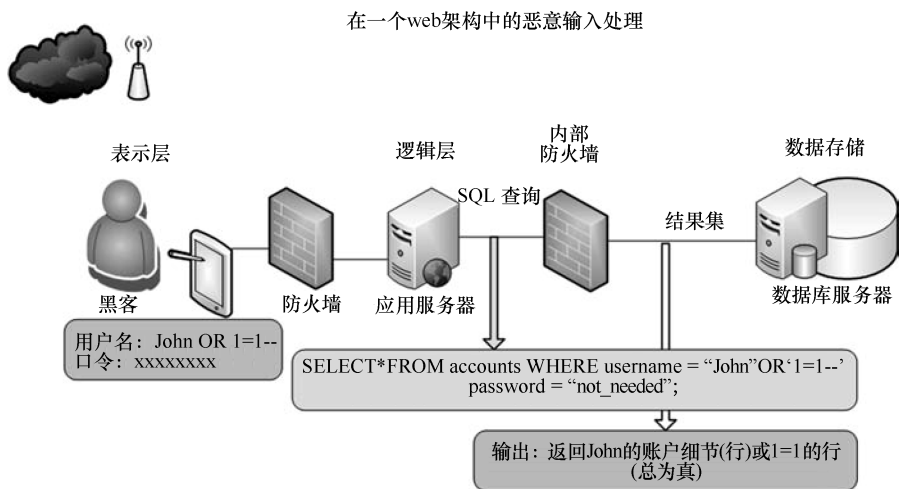 在一个web架构中的恶意输入处理
表示层
逻辑层
内部
防火墙
数据存储
SQL 查询
结果集
黑客
防火墙
应用服务器
数据库服务器
用户名：John OR 1=1--
口令：xxxxxxxx
SELECT*FROM accounts WHERE username = “John”OR‘1=1--’
password = “not_needed”;
输出：返回John的账户细节(行)或1=1的行
(总为真)